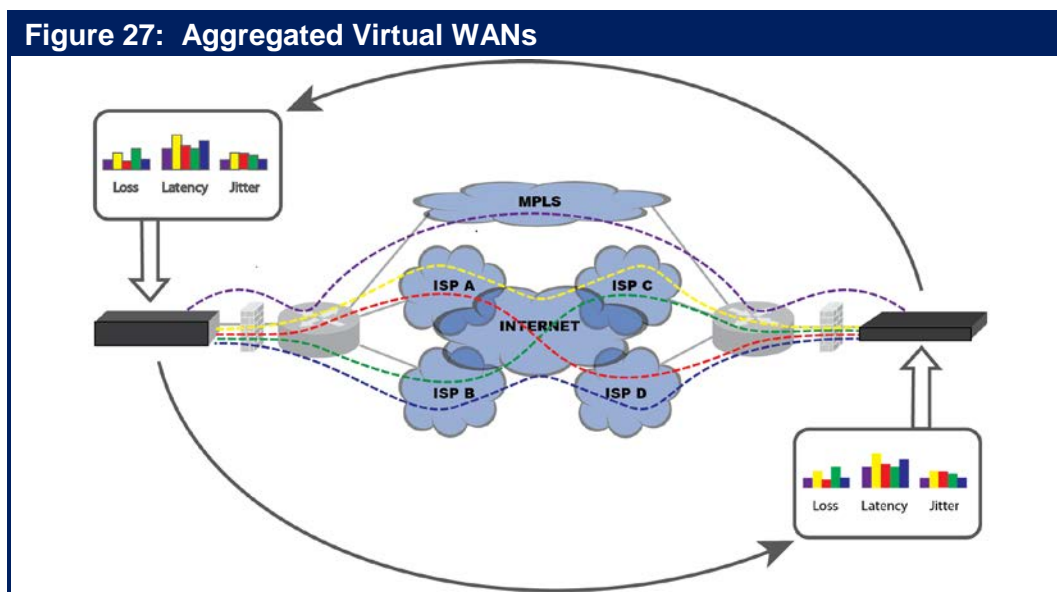 Figure 27:  Aggregated Virtual WANs
Loss Latency Jitter
MPLS
ISP A ISP C
INTERNET
ISP B ISP D
Loss Latency Jitter